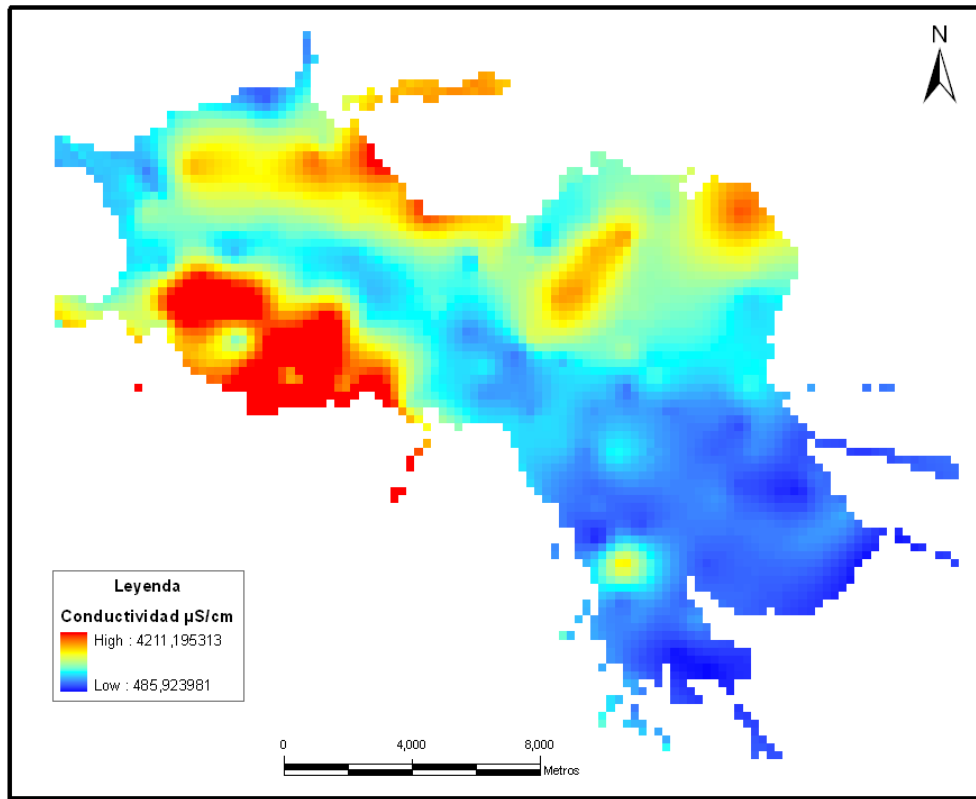 N
Leyenda
Conductividad µS/cm
High : 4211,195313
Low : 485,923981
0 4,000 8,000
Metros